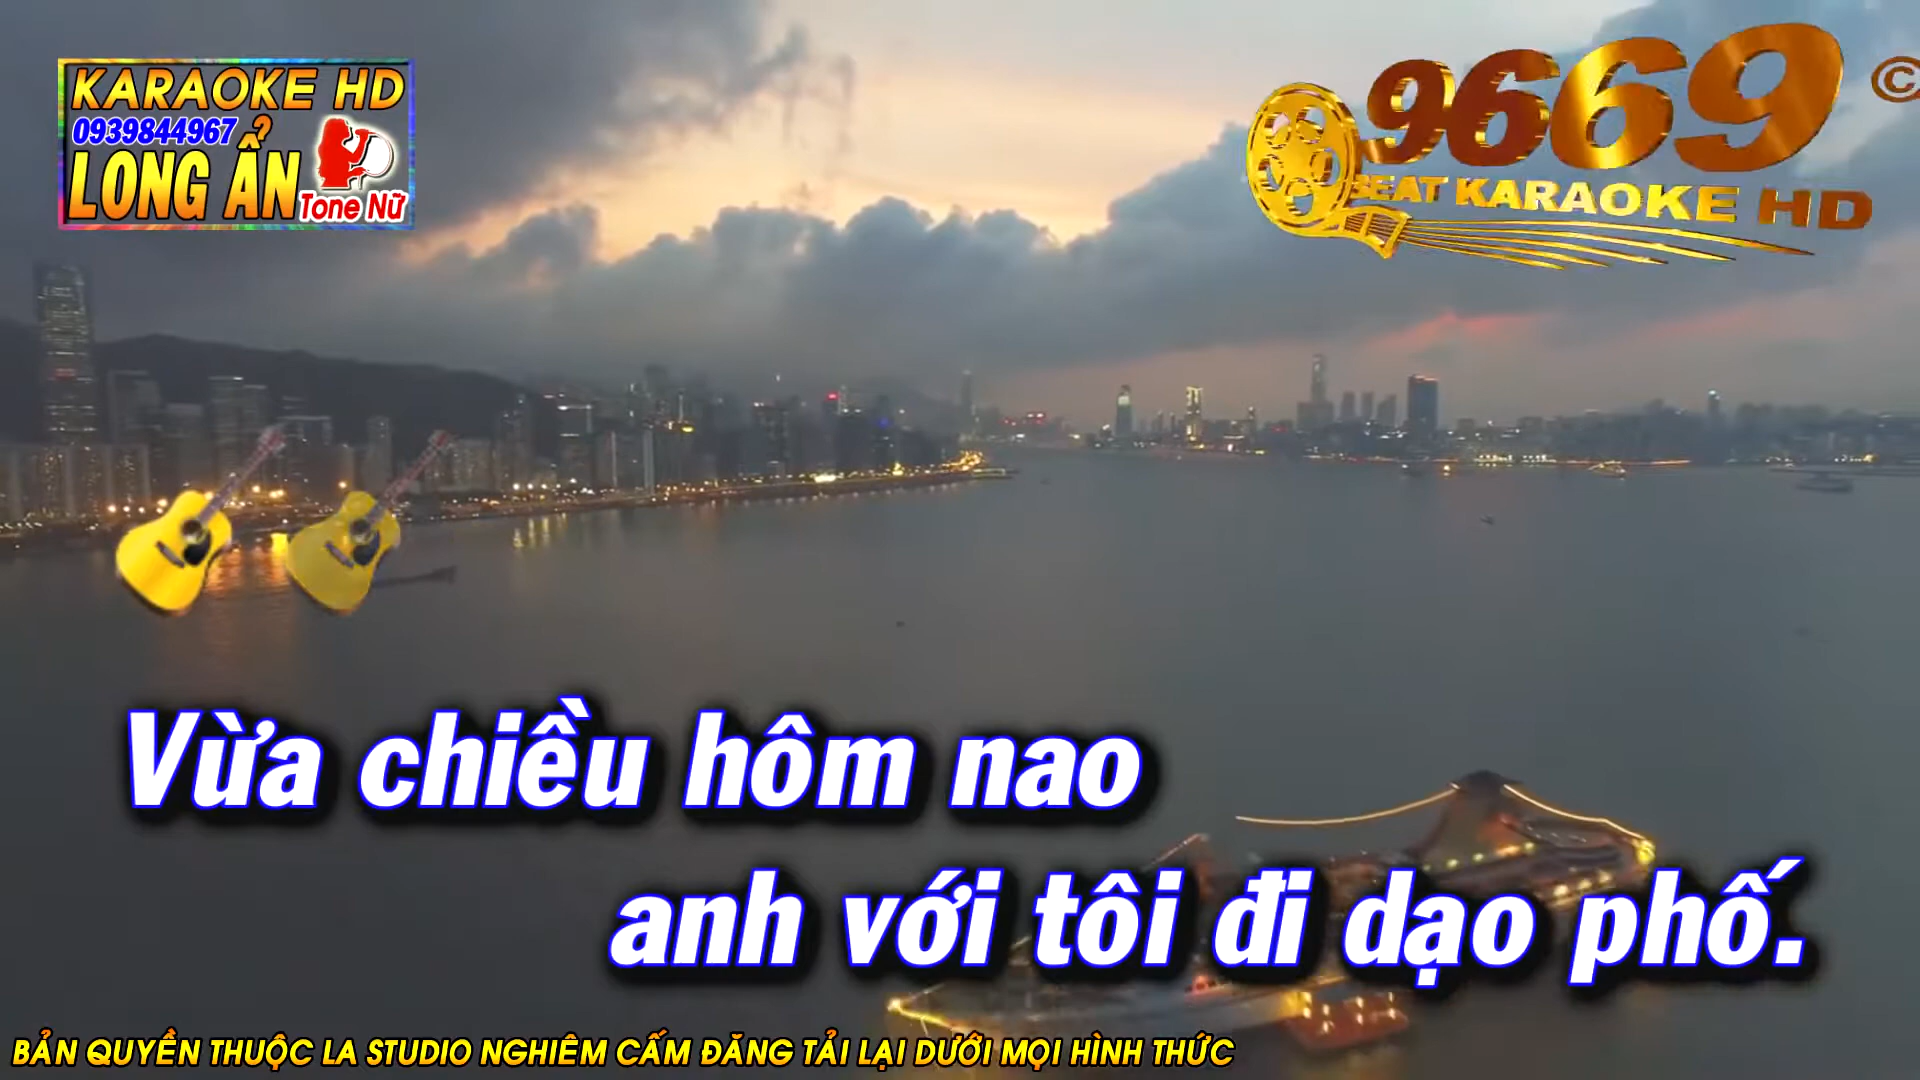 KARAOKE HD
0939844967
LONG ẨN
Tone Nữ
9669
©
BEAT KARAOKE HD
Vừa chiều hôm nao
anh với tôi đi dạo phố.
BẢN QUYỀN THUỘC LA STUDIO NGHIÊM CẤM ĐĂNG TẢI LẠI DƯỚI MỌI HÌNH THỨC